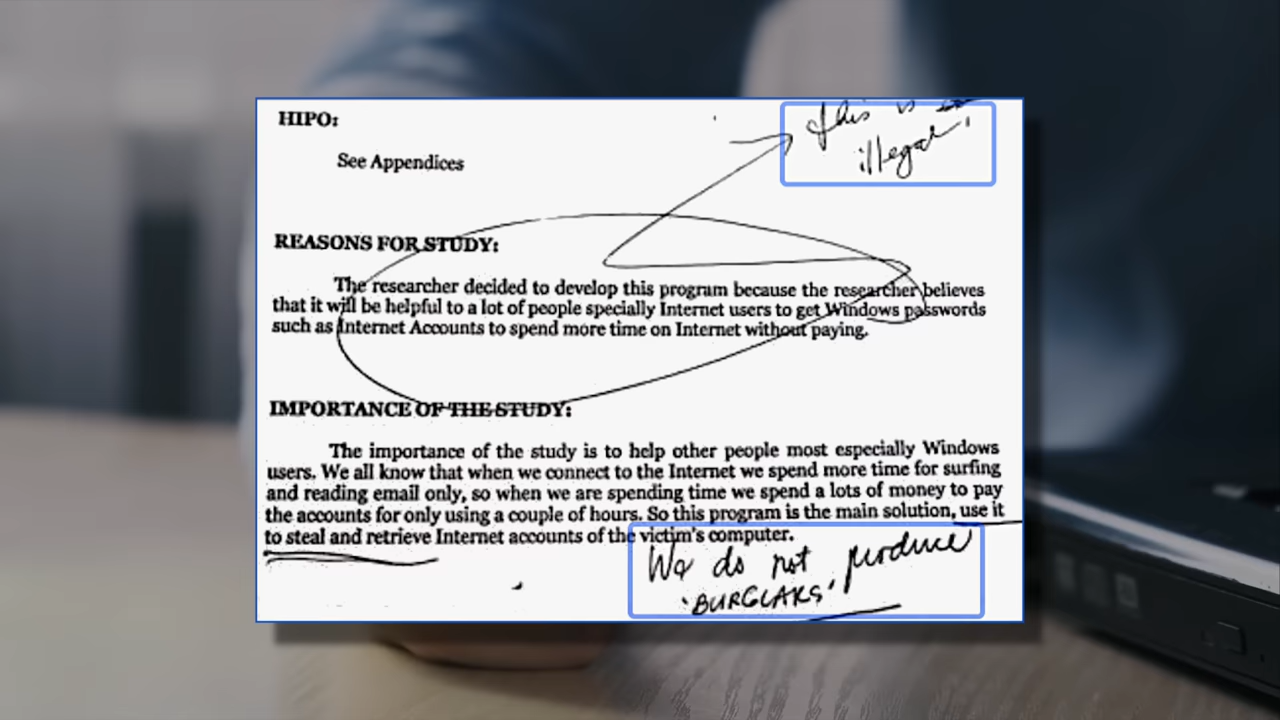 HIPO:
this is
illegal!
See Appendices
REASONS FOR STUDY:
The researcher decided to develop this program because the researcher believes
that it will be helpful to a lot of people specially Internet users to get Windows passwords
such as Internet Accounts to spend more time on Internet without paying.
IMPORTANCE OF THE STUDY:
The importance of the study is to help other people most especially Windows
users. We all know that when we connect to the Internet we spend more time for surfing
and reading email only, so when we are spending time we spend a lots of money to pay
the accounts for only using a couple of hours. So this program is the main solution, use it
to steal and retrieve Internet accounts of the victim's computer.
We do not produce
'BURGLARS'